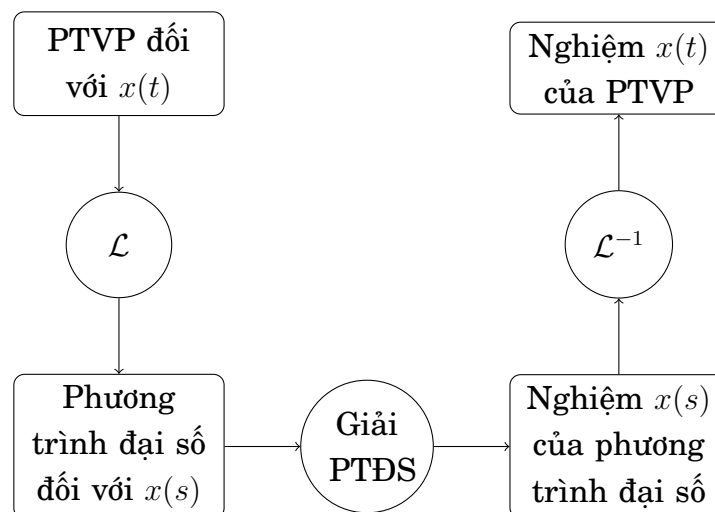 PTVP đối
với x(t)
Nghiệm x(t)
của PTVP
ℒ
ℒ⁻¹
Phương
trình đại số
đối với x(s)
Giải
PTĐS
Nghiệm x(s)
của phương
trình đại số